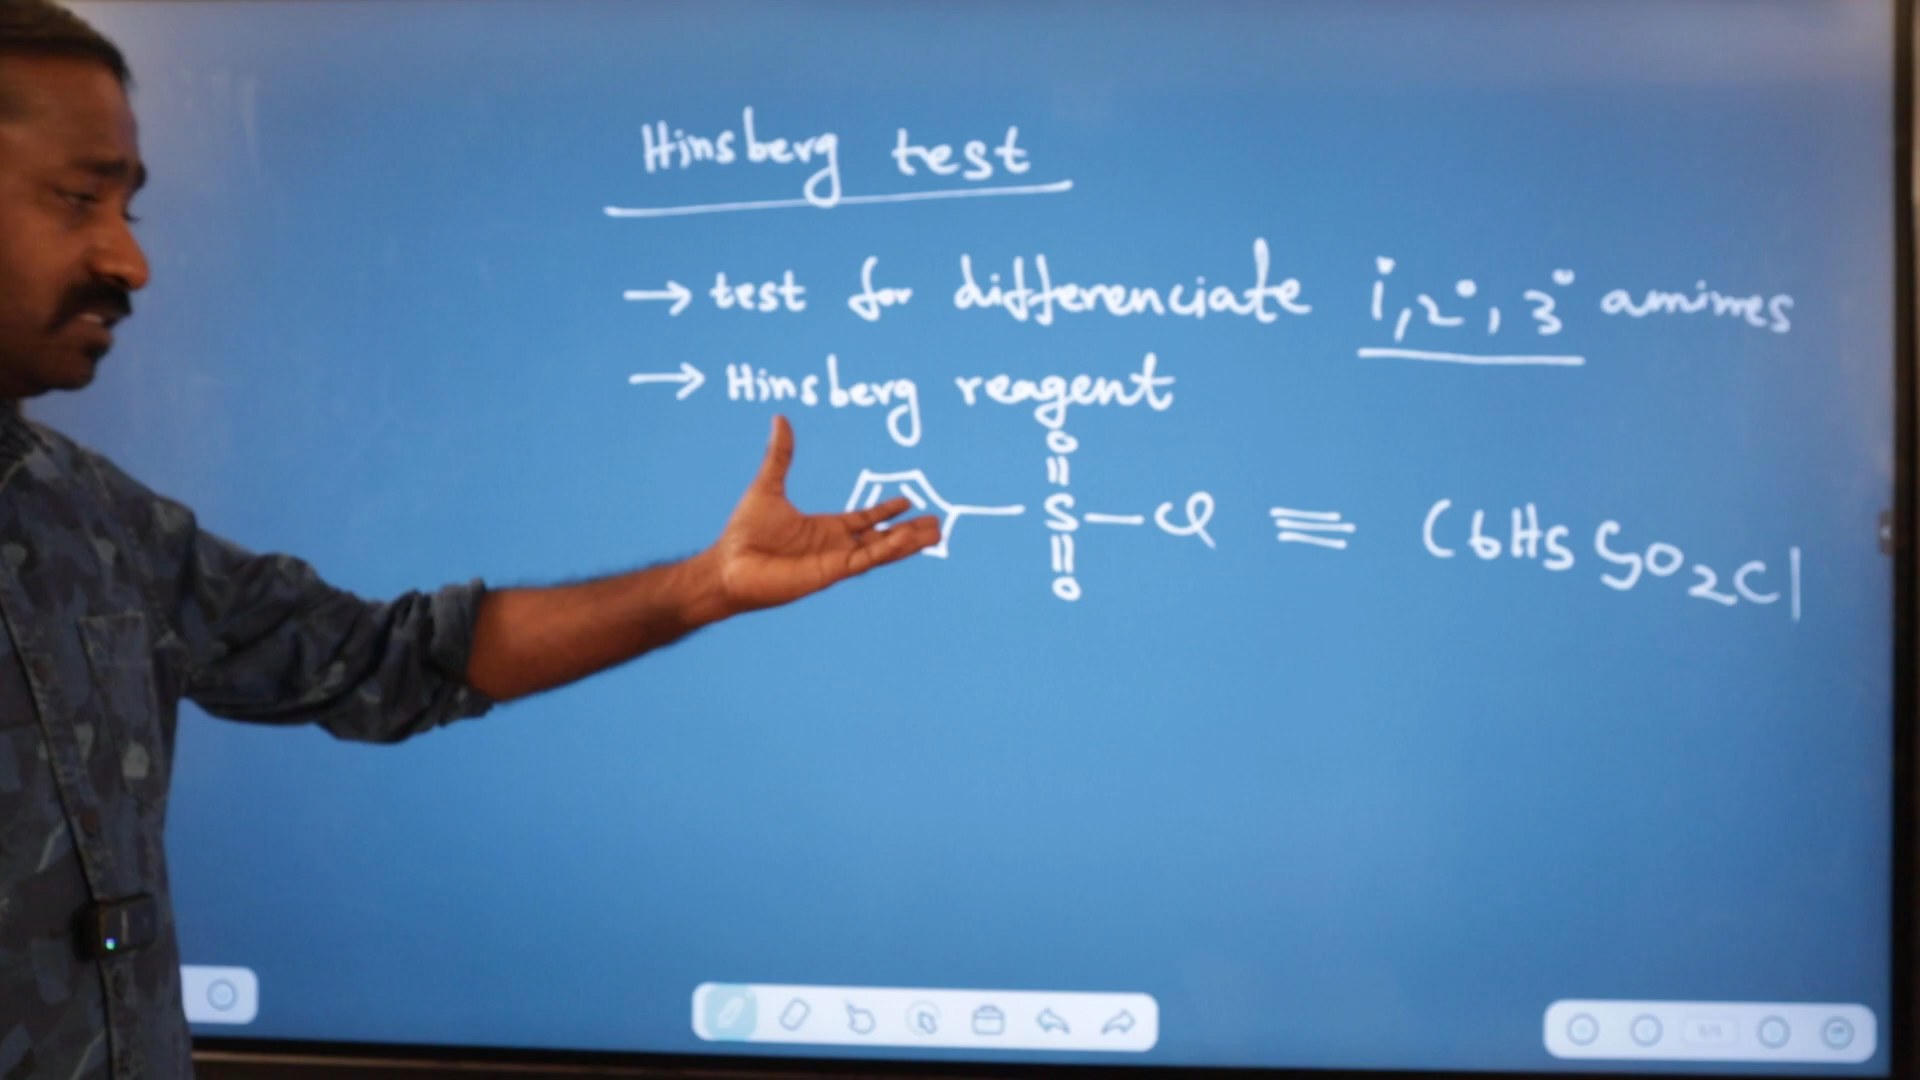 Hinsberg test
→ test for differenciate 1°, 2°, 3° amines
→ Hinsberg reagent
O
S — Cl ≡ C6H5SO2Cl
O